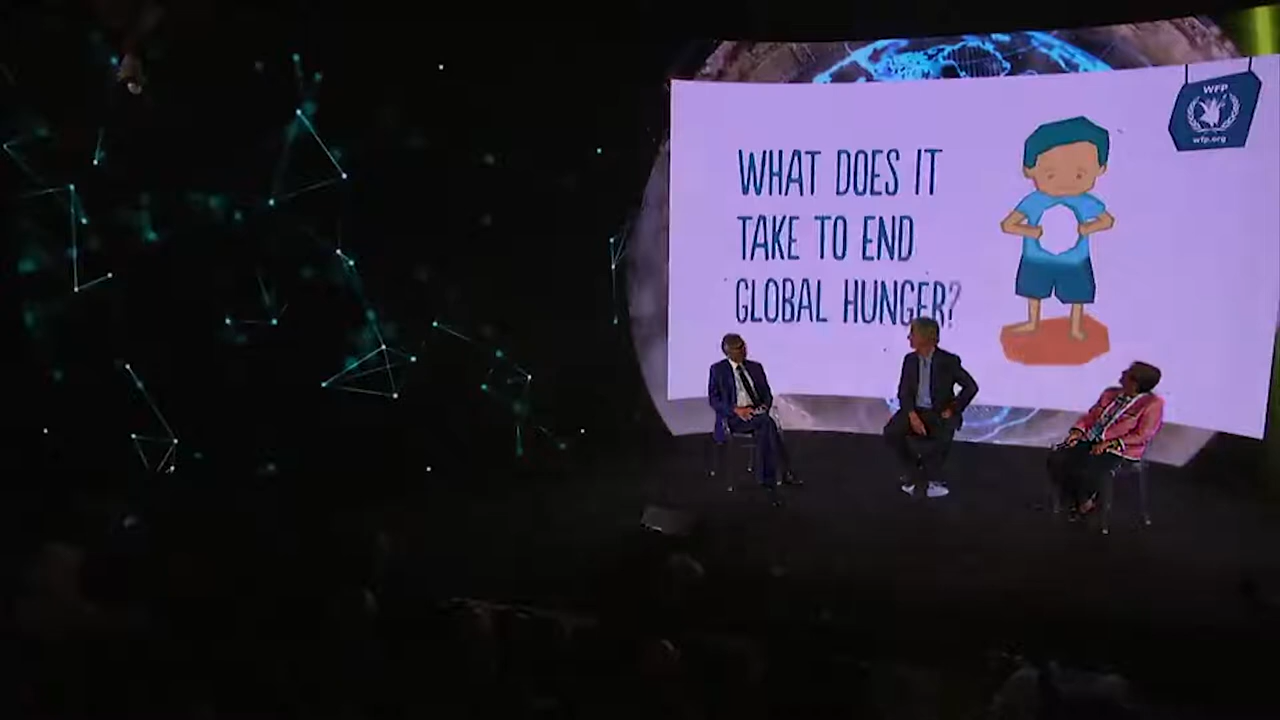 WHAT DOES IT
TAKE TO END
GLOBAL HUNGER?
WFP
wfp.org